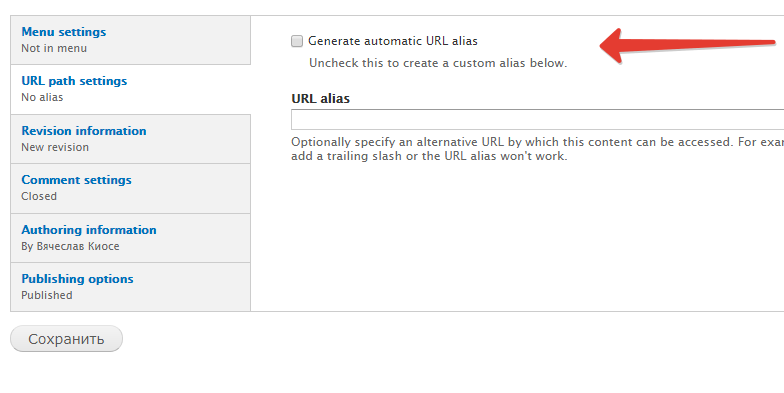 Menu settings
Not in menu
URL path settings
No alias
Revision information
New revision
Comment settings
Closed
Authoring information
By Вячеслав Киосе
Publishing options
Published
Generate automatic URL alias
Uncheck this to create a custom alias below.
URL alias
Optionally specify an alternative URL by which this content can be accessed. For
add a trailing slash or the URL alias won't work.
Сохранить